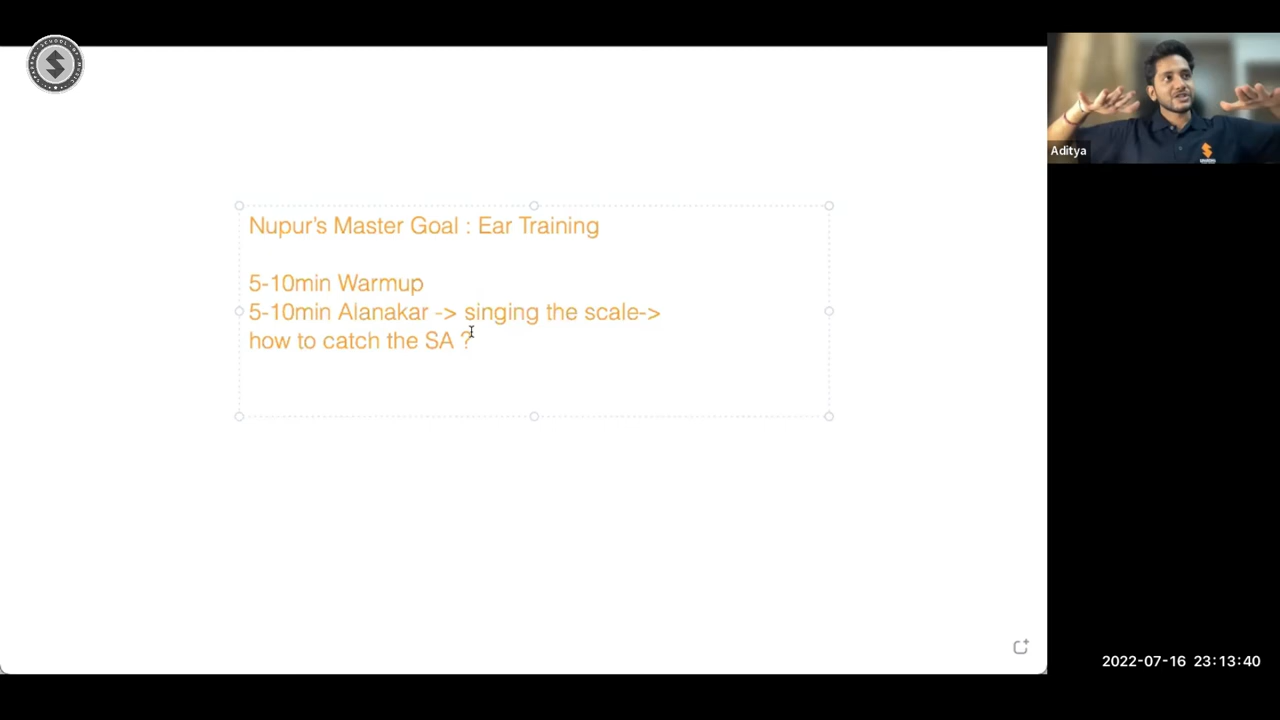 Nupur's Master Goal : Ear Training
5-10min Warmup
5-10min Alanakar -> singing the scale->
how to catch the SA ?
Aditya
2022-07-16 23:13:40